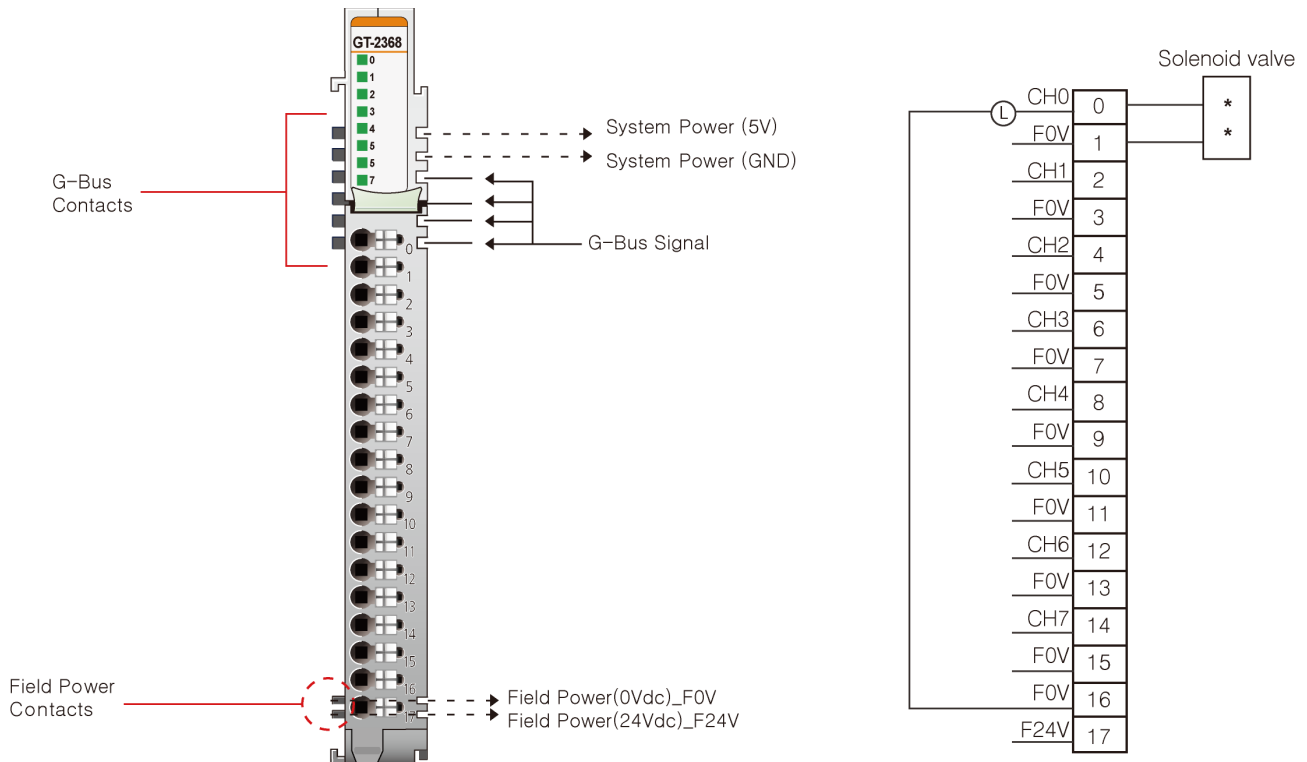 GT-2368
0
1
2
3
4
5
5
7
System Power (5V)
System Power (GND)
G-Bus
Contacts
G-Bus Signal
0
1
2
3
4
5
6
7
8
9
10
11
12
13
14
15
16
17
Field Power
Contacts
Field Power(0Vdc)_F0V
Field Power(24Vdc)_F24V
Solenoid valve
L
CH0 0 *
F0V 1 *
CH1 2
F0V 3
CH2 4
F0V 5
CH3 6
F0V 7
CH4 8
F0V 9
CH5 10
F0V 11
CH6 12
F0V 13
CH7 14
F0V 15
F0V 16
F24V 17